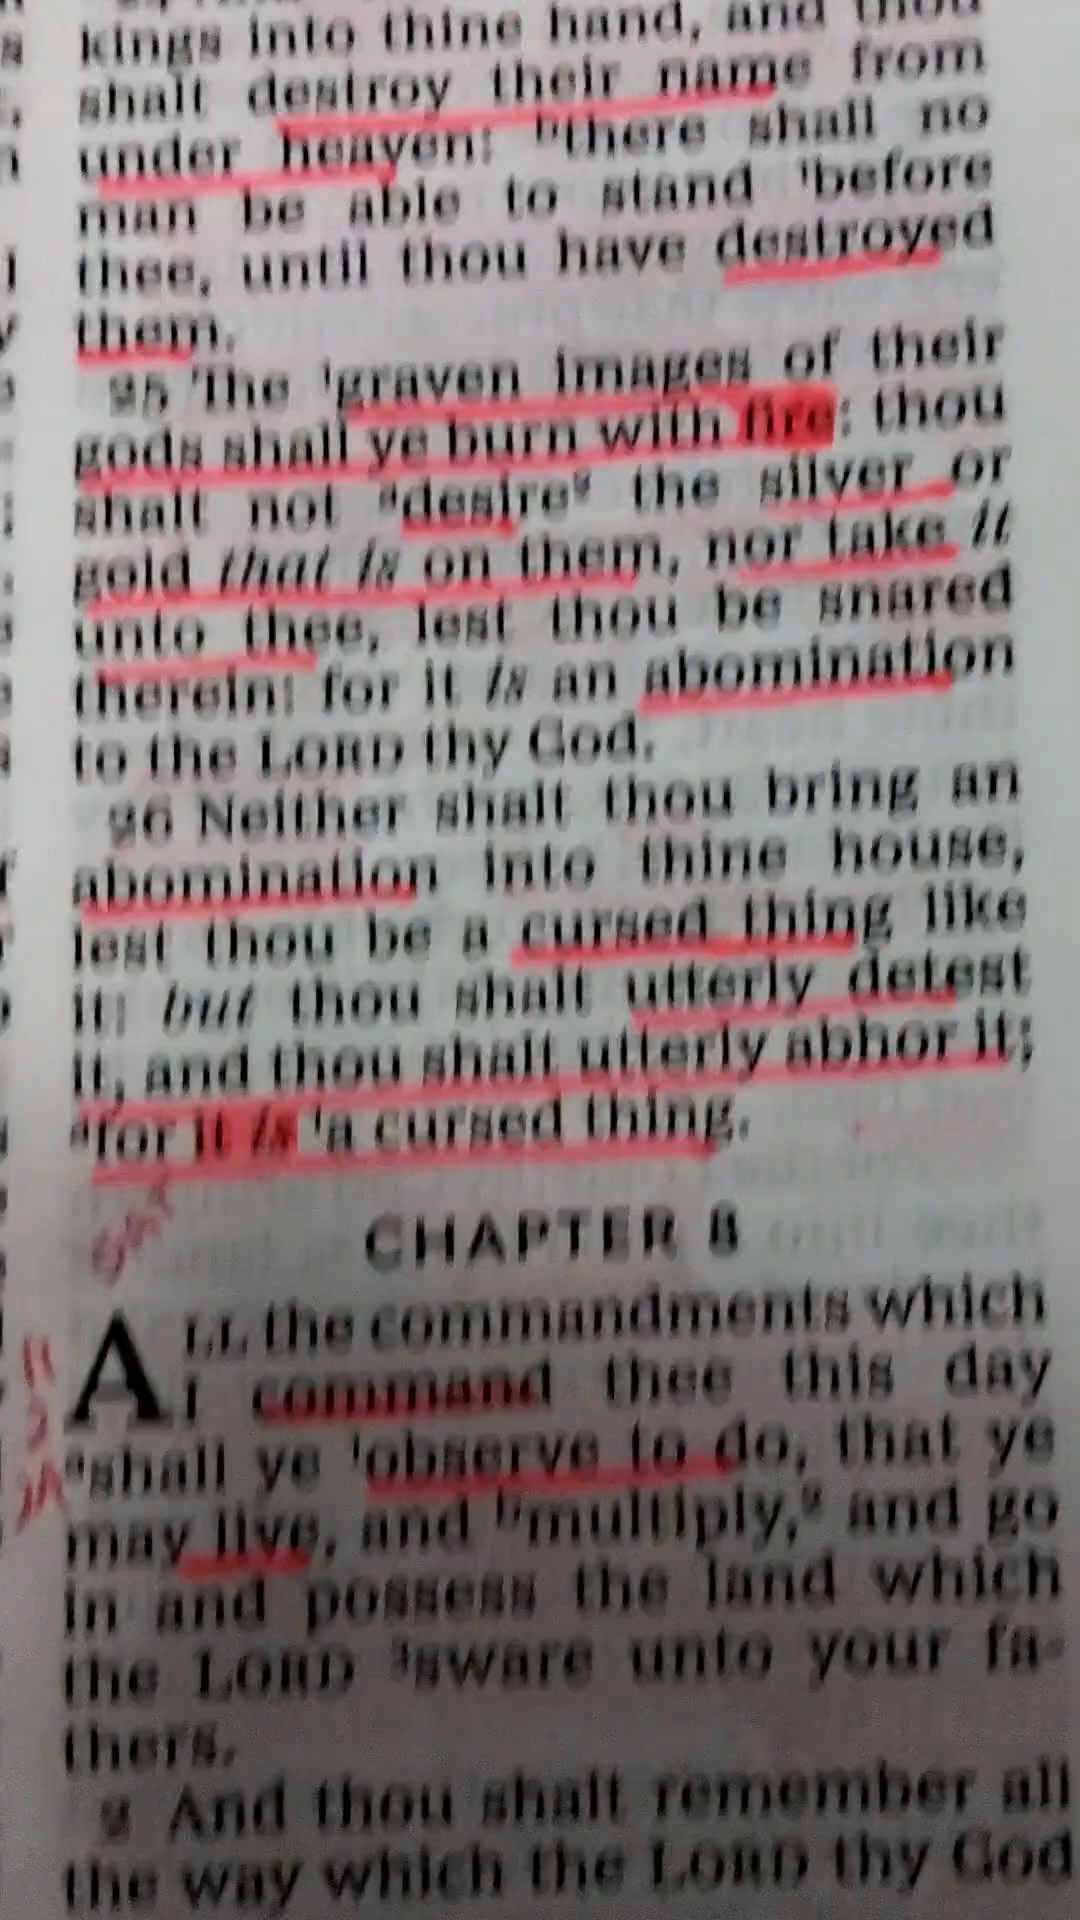 kings into thine hand, and thou
shalt destroy their name from
under heaven: hthere shall no
man be able to stand 1before
thee, until thou have destroyed
them.
25 The 1graven images of their
gods shall ye burn with fire: thou
shalt not desire the silver or
gold that is on them, nor take it
unto thee, lest thou be snared
therein: for it is an abomination
to the LORD thy God.
26 Neither shalt thou bring an
abomination into thine house,
lest thou be a cursed thing like
it: but thou shalt utterly detest
it, and thou shalt utterly abhor it;
for it is 1a cursed thing.
CHAPTER 8
ALL the commandments which
I command thee this day
shall ye 1observe to do, that ye
may live, and multiply, and go
in and possess the land which
the LORD sware unto your fa-
thers.
2 And thou shalt remember all
the way which the LORD thy God